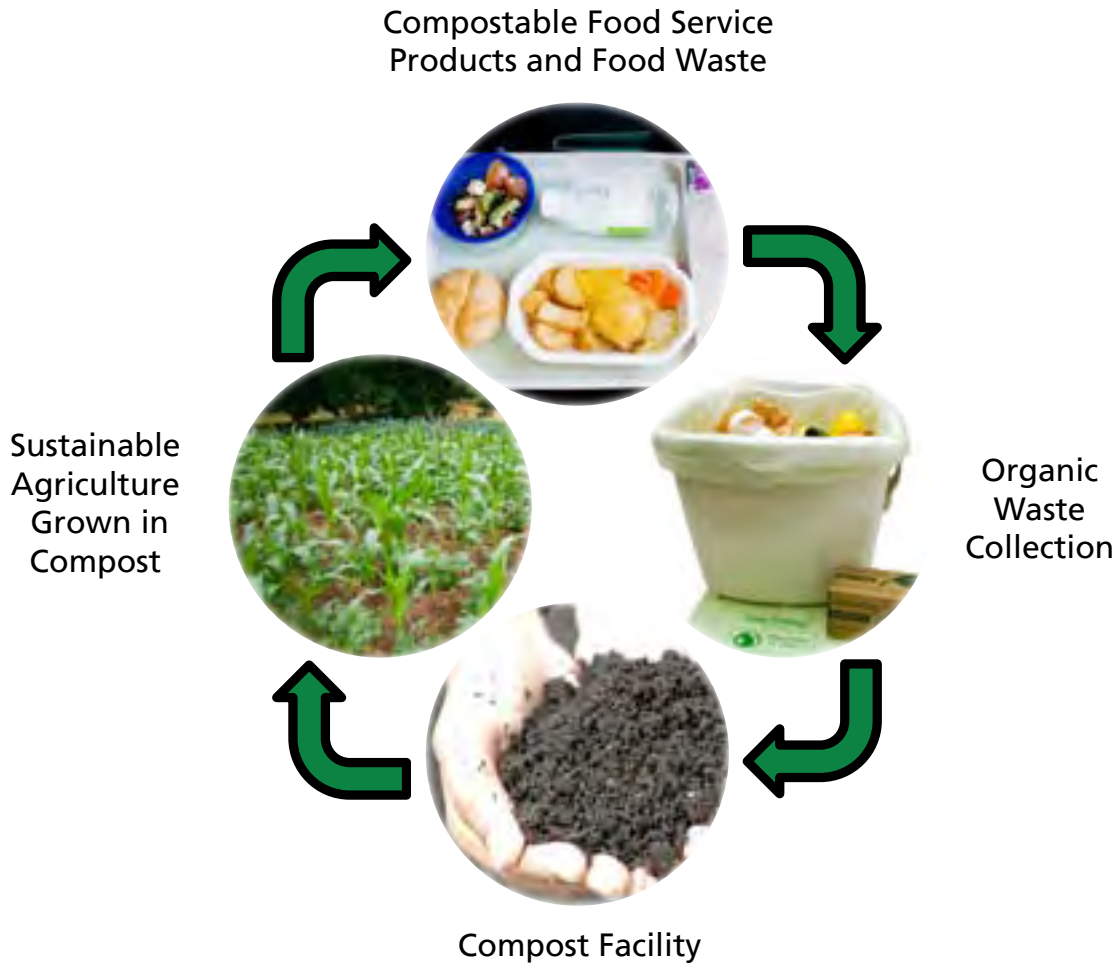 Compostable Food Service
Products and Food Waste
Sustainable
Agriculture
Grown in
Compost
Organic
Waste
Collection
Compost Facility